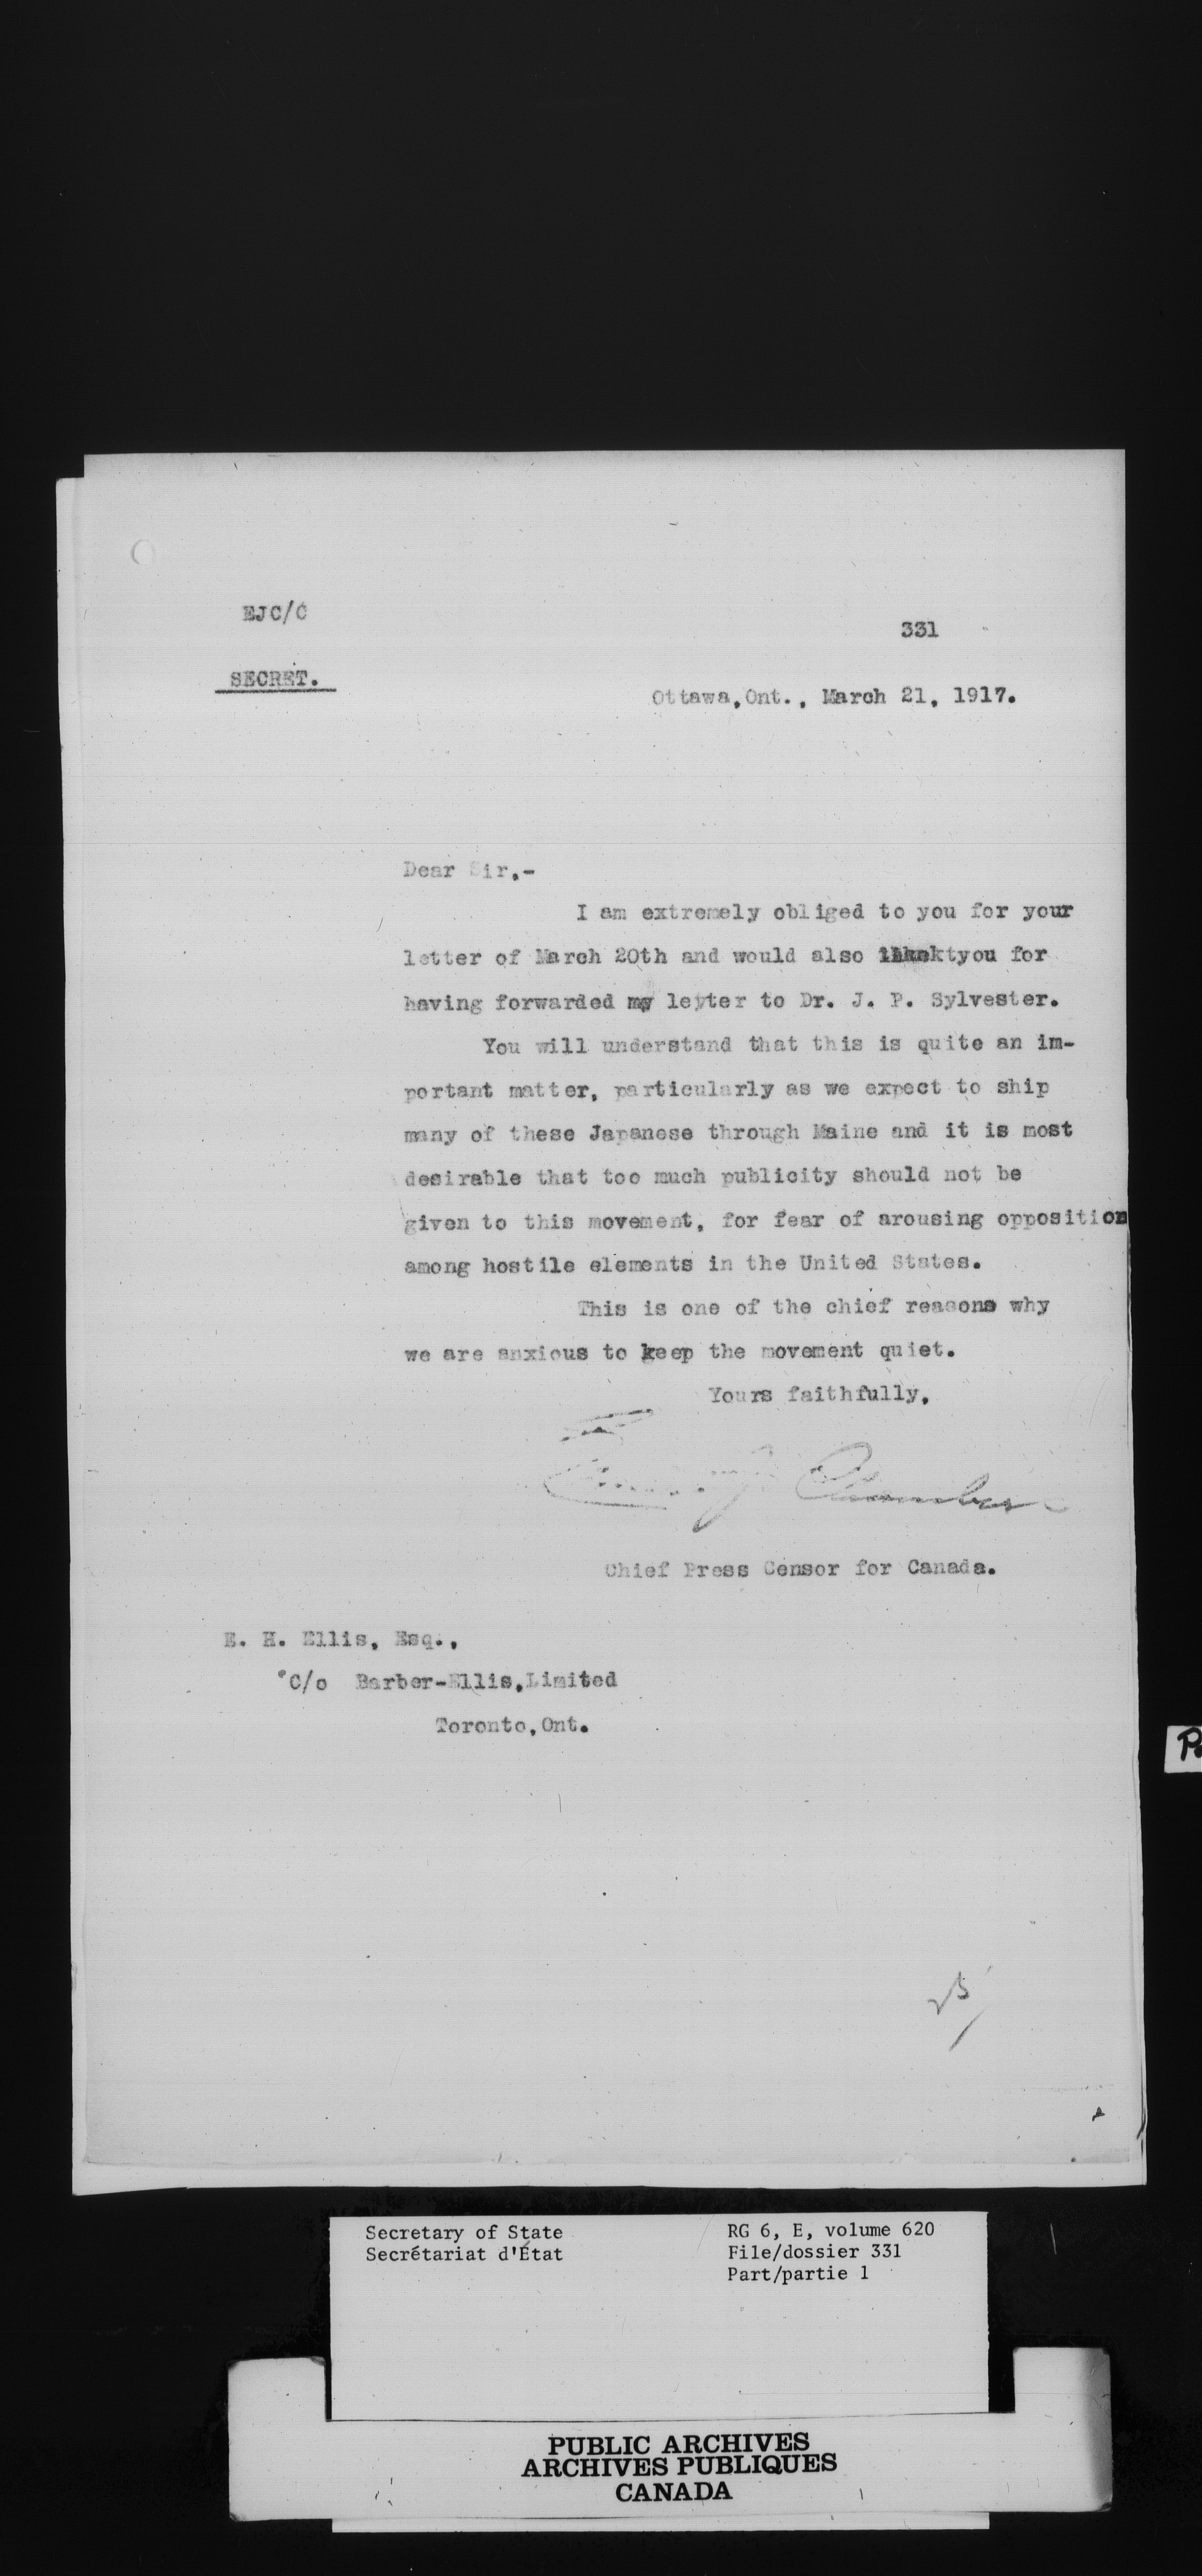 EJC/C
331
SECRET.
Ottawa,Ont., March 21, 1917.
Dear Sir,-
I am extremely obliged to you for your
letter of March 20th and would also thank you for
having forwarded my letter to Dr. J. P. Sylvester.
You will understand that this is quite an im-
portant matter, particularly as we expect to ship
many of these Japanese through Maine and it is most
desirable that too much publicity should not be
given to this movement, for fear of arousing opposition
among hostile elements in the United States.
This is one of the chief reasons why
we are anxious to keep the movement quiet.
Yours faithfully,
Chambers
Chief Press Censor for Canada.
E. H. Ellis, Esq.,
C/o Barber-Ellis,Limited
Toronto,Ont.
Secretary of State
Secrétariat d'État
RG 6, E, volume 620
File/dossier 331
Part/partie 1
PUBLIC ARCHIVES
ARCHIVES PUBLIQUES
CANADA